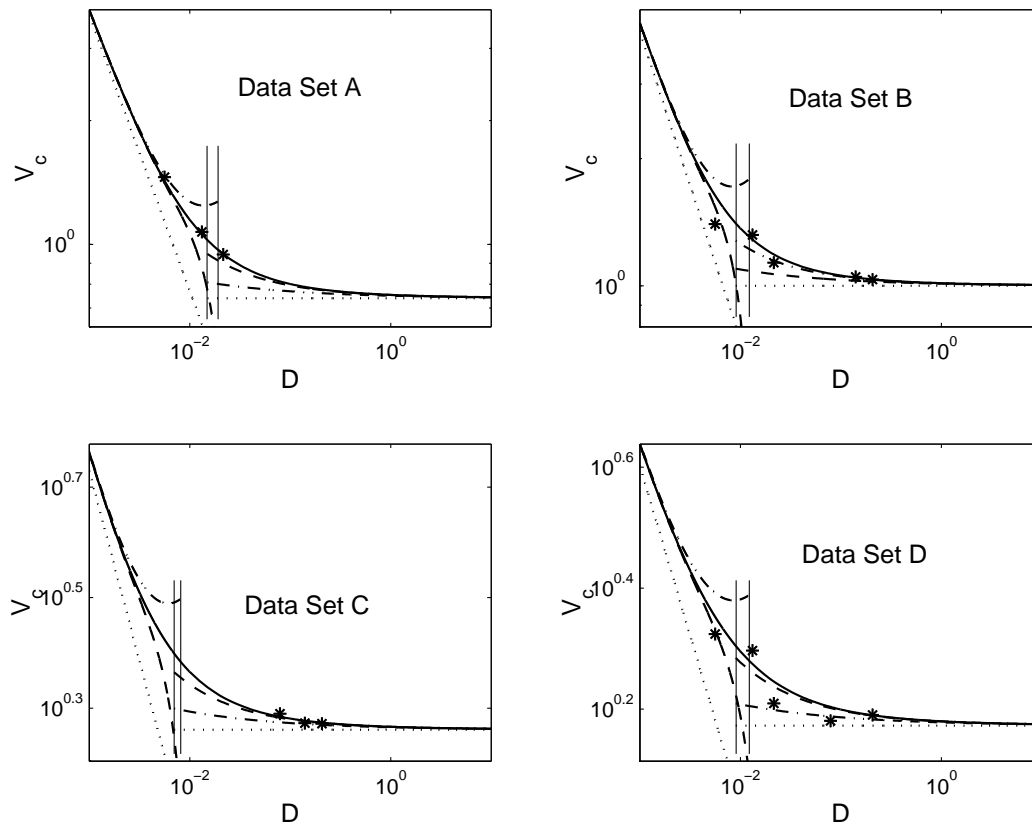 Data Set A
V_c
10^0
10^-2
10^0
D
Data Set B
V_c
10^0
10^-2
10^0
D
10^0.7
Data Set C
V_c
10^0.5
10^0.3
10^-2
10^0
D
10^0.6
Data Set D
V_c
10^0.4
10^0.2
10^-2
10^0
D